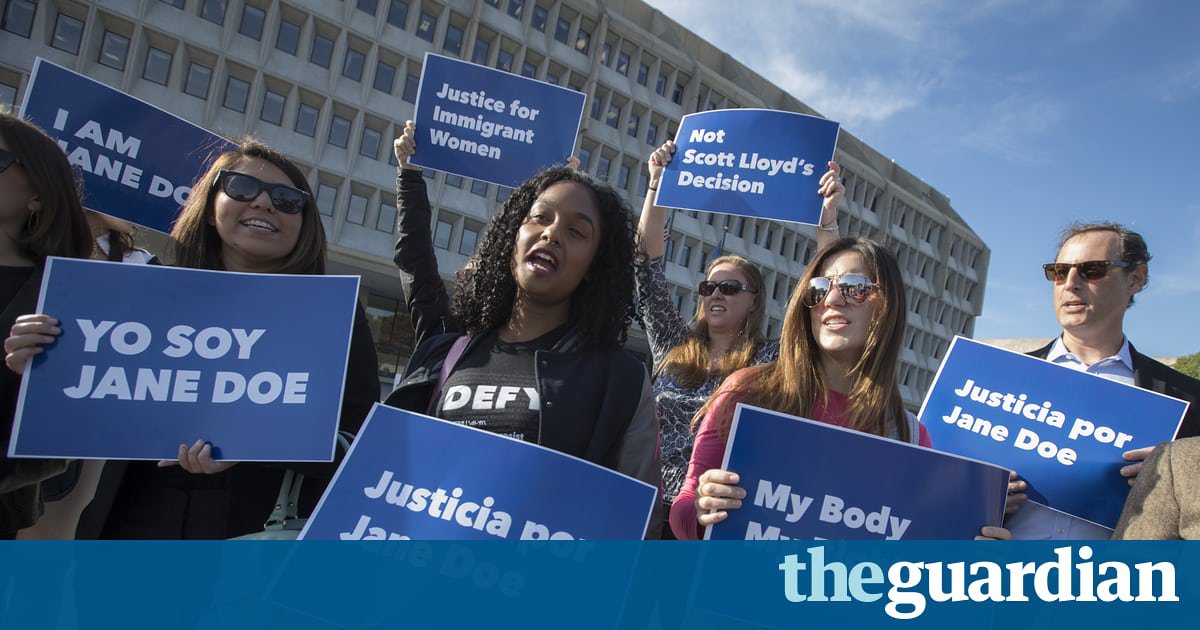 I AM
JANE DO
Justice for
Immigrant
Women
Not
Scott Lloyd's
Decision
YO SOY
JANE DOE
DEFY
Justicia por
Jane Doe
Justicia por
Jane Doe
My Body
My
theguardian